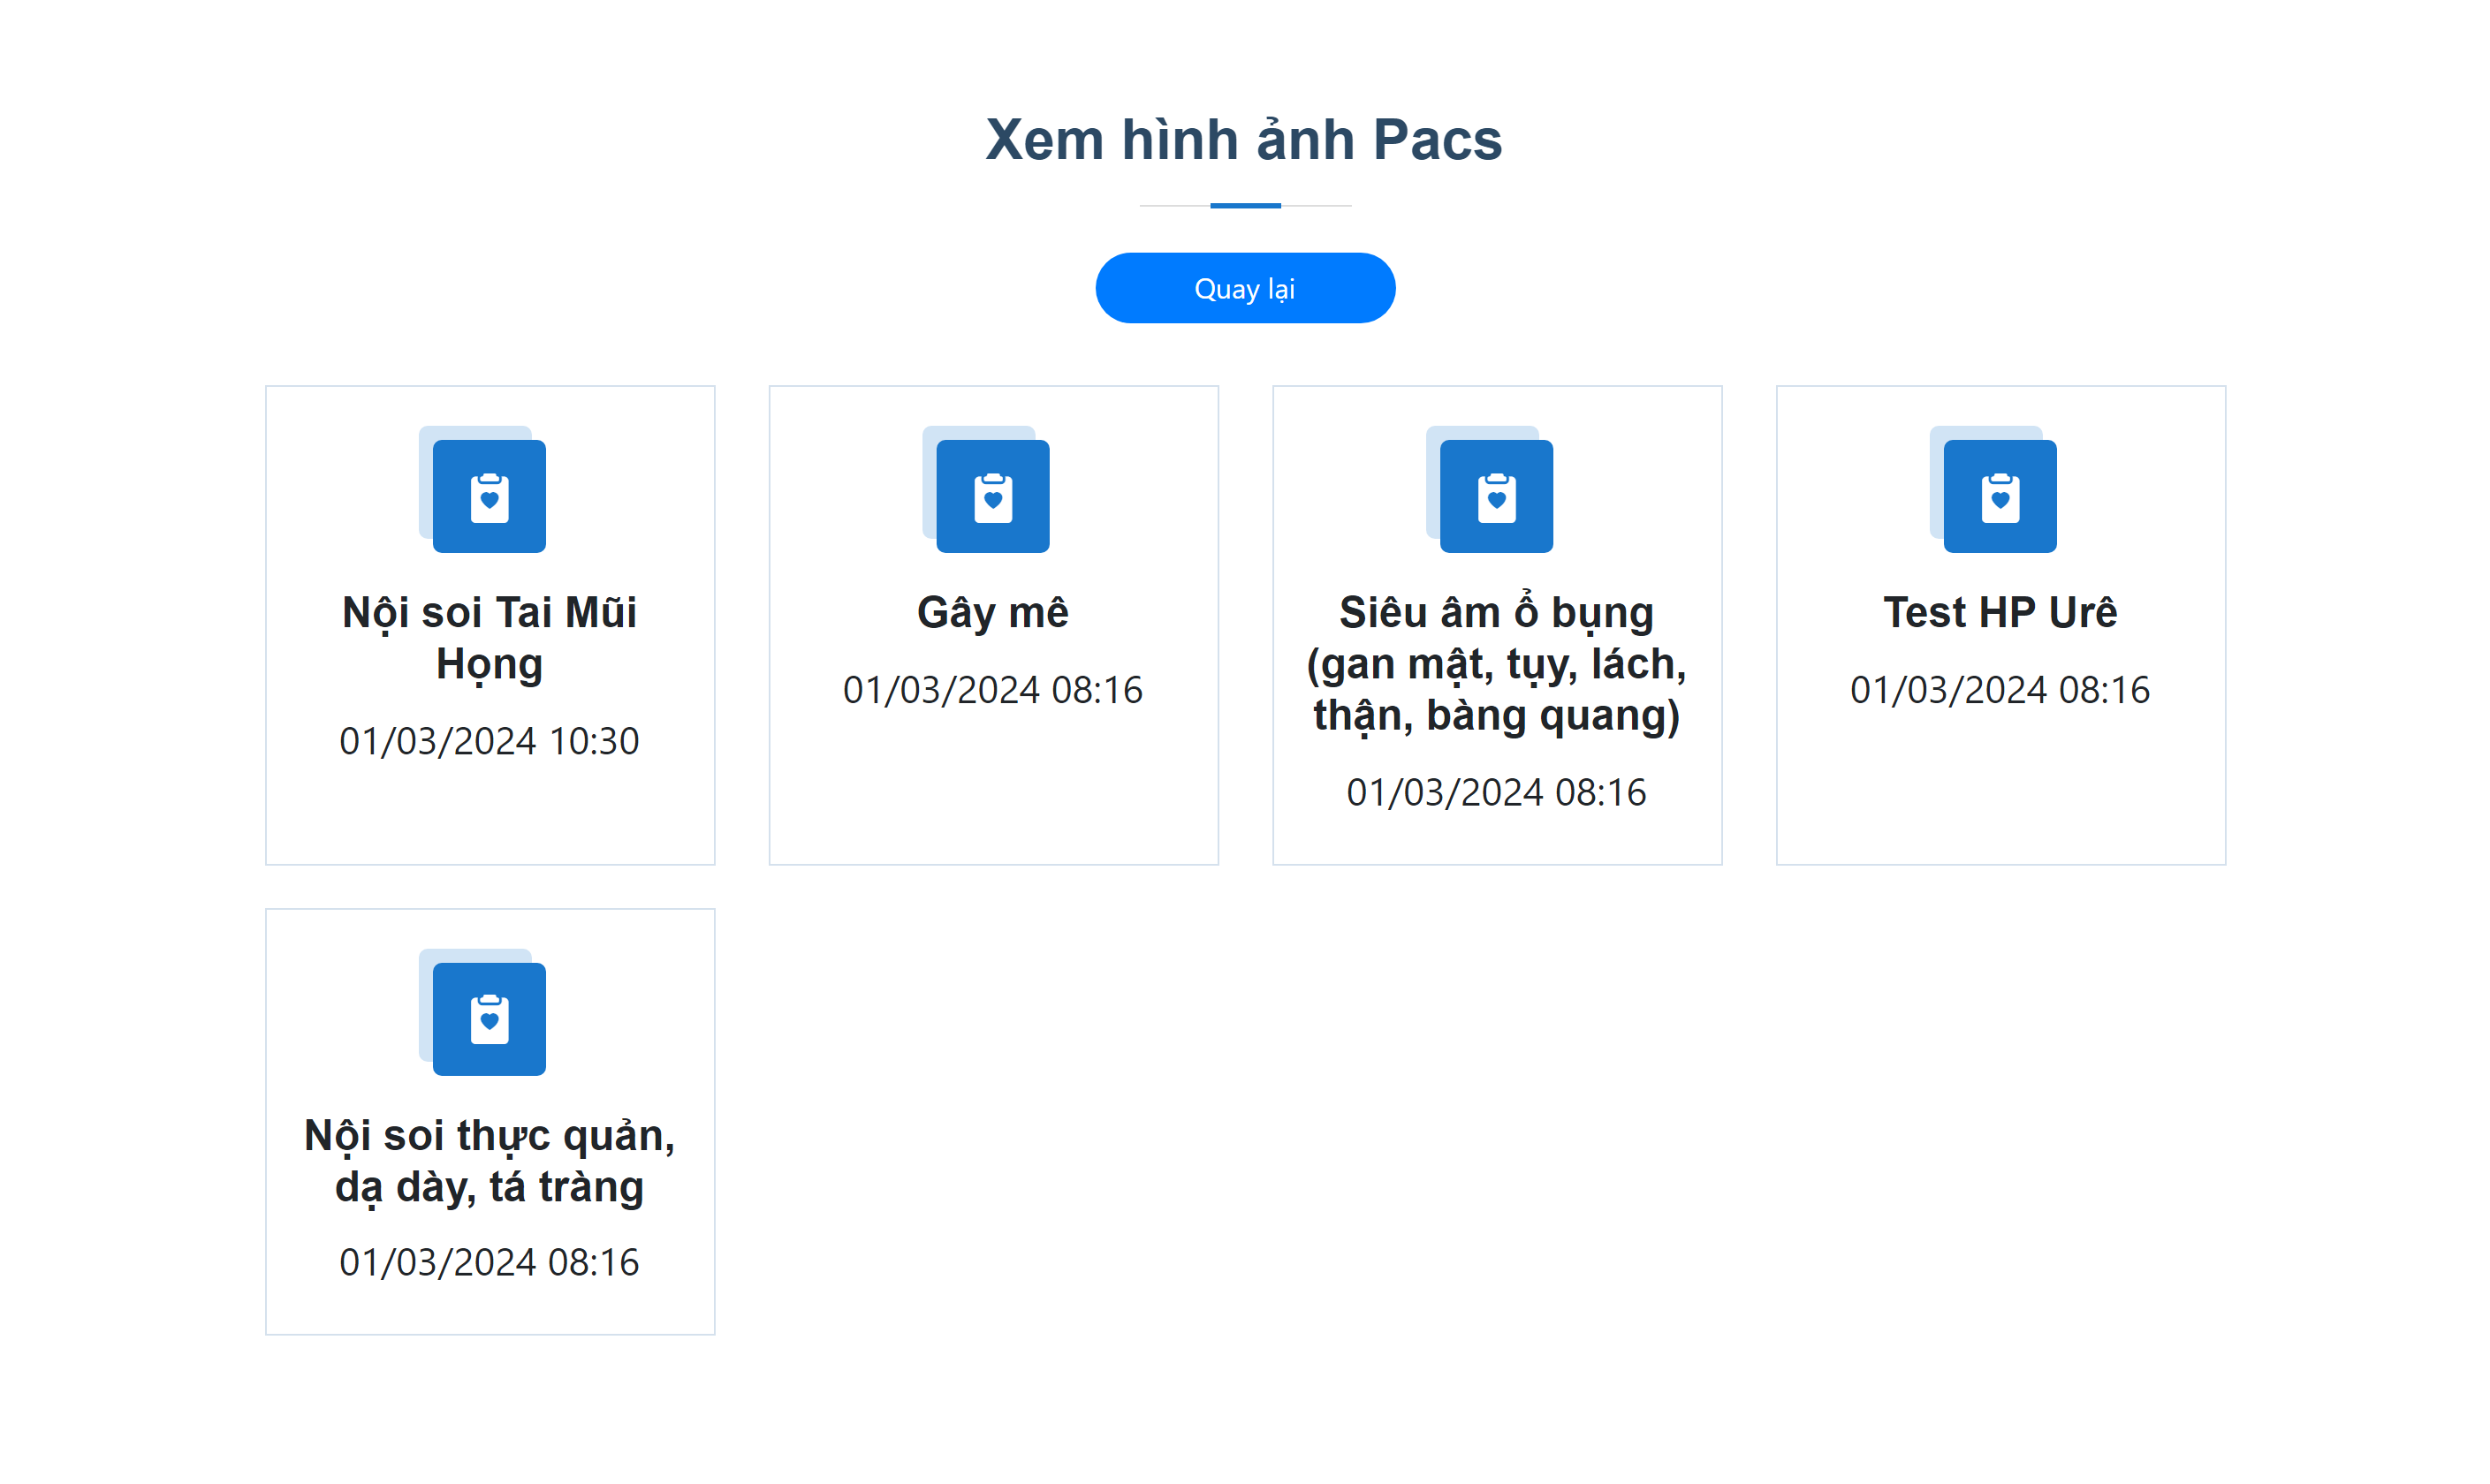 Xem hình ảnh Pacs
Quay lại
Nội soi Tai Mũi
Họng
01/03/2024 10:30
Gây mê
01/03/2024 08:16
Siêu âm ổ bụng
(gan mật, tụy, lách,
thận, bàng quang)
01/03/2024 08:16
Test HP Urê
01/03/2024 08:16
Nội soi thực quản,
dạ dày, tá tràng
01/03/2024 08:16